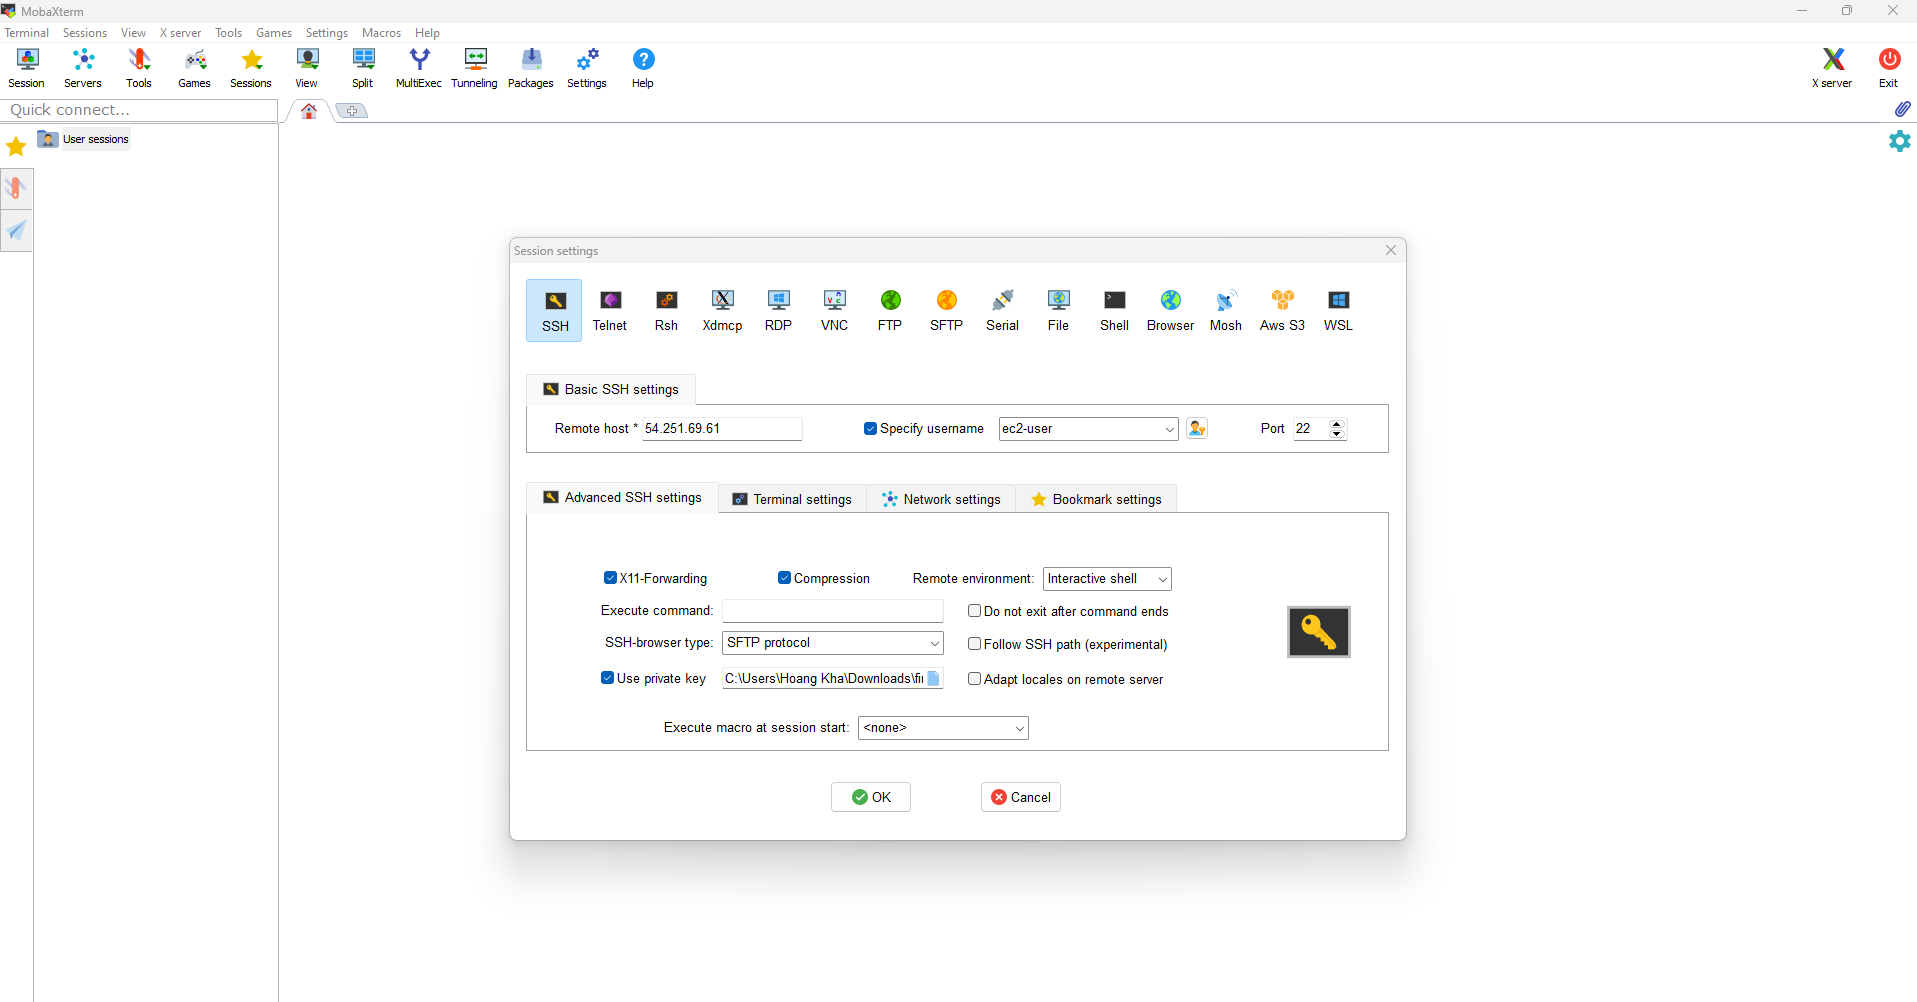 MobaXterm
Terminal Sessions View X server Tools Games Settings Macros Help
Session Servers Tools Games Sessions View Split MultiExec Tunneling Packages Settings Help X server Exit
Quick connect...
User sessions
Session settings
SSH Telnet Rsh Xdmcp RDP VNC FTP SFTP Serial File Shell Browser Mosh Aws S3 WSL
Basic SSH settings
Remote host * 54.251.69.61 Specify username ec2-user Port 22
Advanced SSH settings Terminal settings Network settings Bookmark settings
X11-Forwarding Compression Remote environment: Interactive shell
Execute command: Do not exit after command ends
SSH-browser type: SFTP protocol Follow SSH path (experimental)
Use private key C:\Users\Hoang Kha\Downloads\ Adapt locales on remote server
Execute macro at session start: <none>
OK Cancel